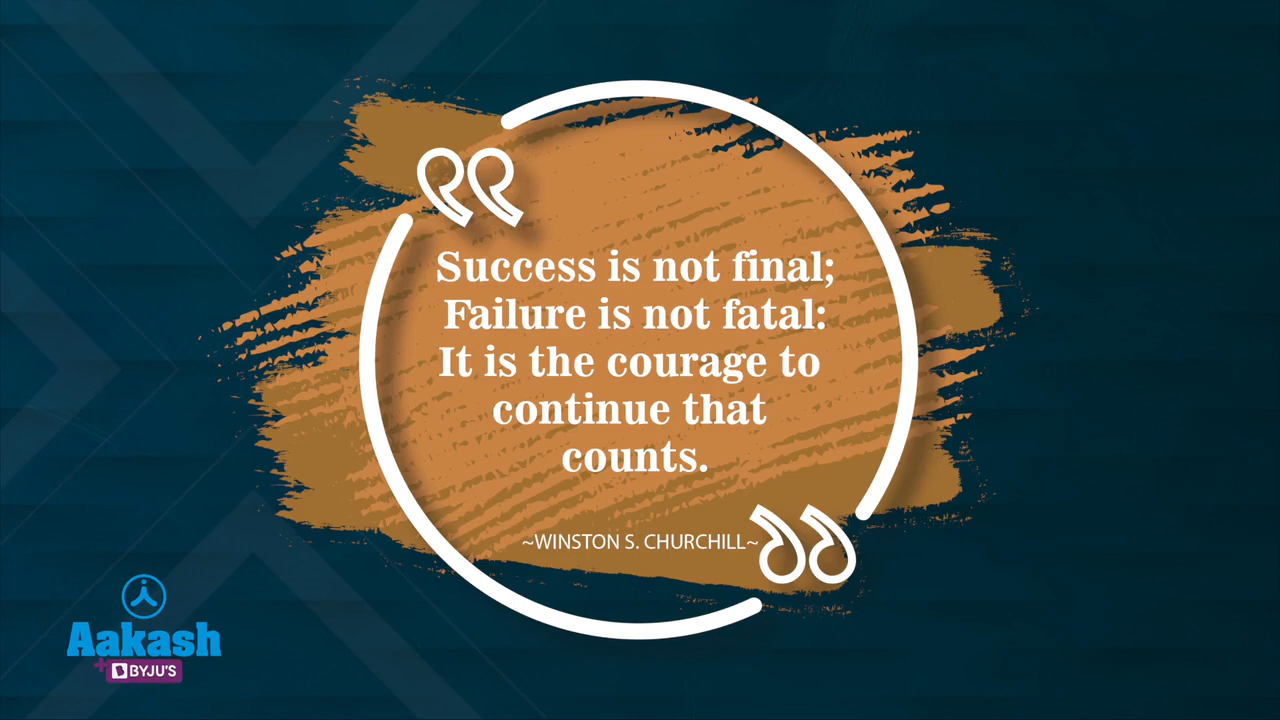 Success is not final;
Failure is not fatal:
It is the courage to
continue that
counts.
~WINSTON S. CHURCHILL~
Aakash
+BYJU'S